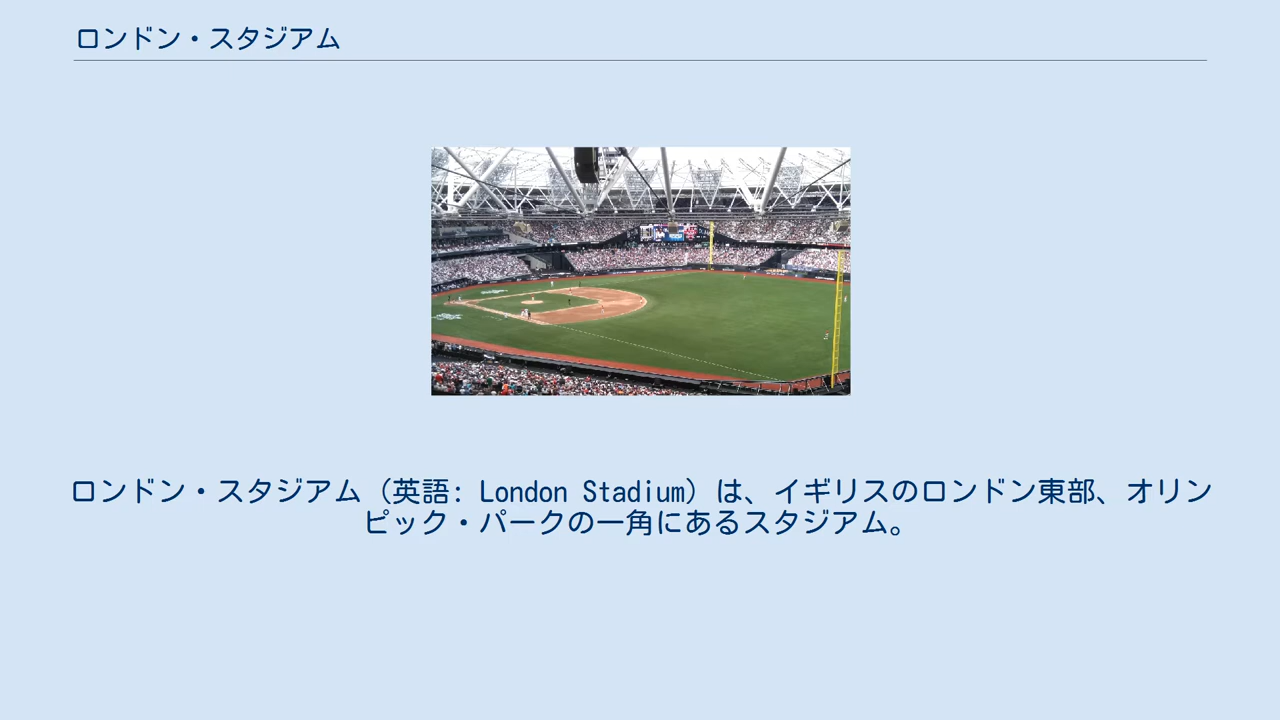 ロンドン・スタジアム
ロンドン・スタジアム（英語: London Stadium）は、イギリスのロンドン東部、オリン
ピック・パークの一角にあるスタジアム。